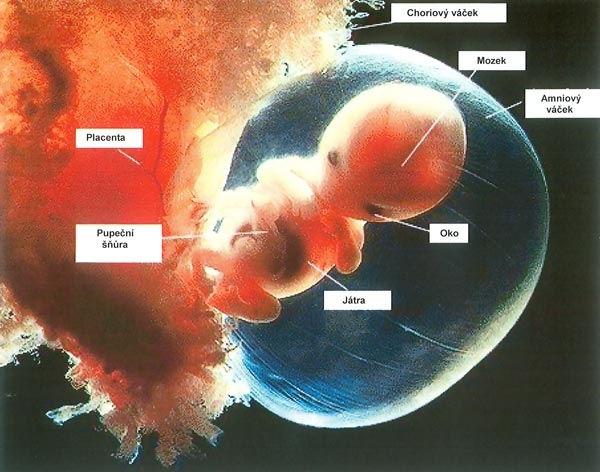 Choriový váček
Mozek
Amniový
váček
Placenta
Pupeční
šňůra
Oko
Játra